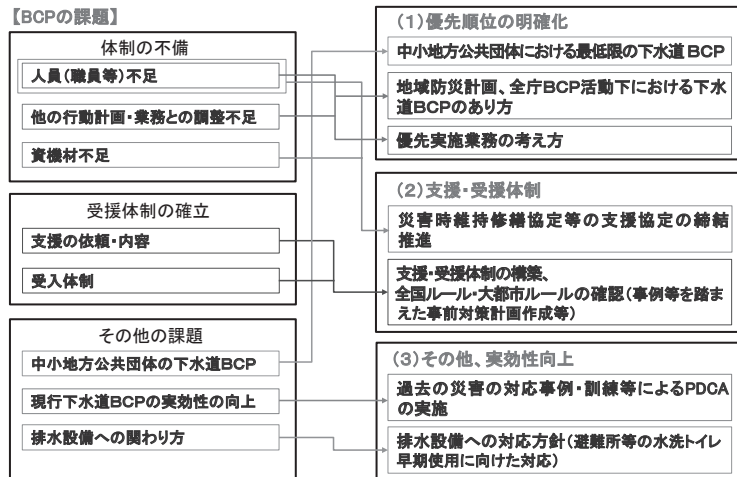 【BCPの課題】
体制の不備
人員（職員等）不足
他の行動計画・業務との調整不足
資機材不足
受援体制の確立
支援の依頼・内容
受入体制
その他の課題
中小地方公共団体の下水道BCP
現行下水道BCPの実効性の向上
排水設備への関わり方
（１）優先順位の明確化
中小地方公共団体における最低限の下水道BCP
地域防災計画、全庁BCP活動下における下水
道BCPのあり方
優先実施業務の考え方
（２）支援・受援体制
災害時維持修繕協定等の支援協定の締結
推進
支援・受援体制の構築、
全国ルール・大都市ルールの確認（事例等を踏ま
えた事前対策計画作成等）
（３）その他、実効性向上
過去の災害の対応事例・訓練等によるPDCA
の実施
排水設備への対応方針（避難所等の水洗トイレ
早期使用に向けた対応）